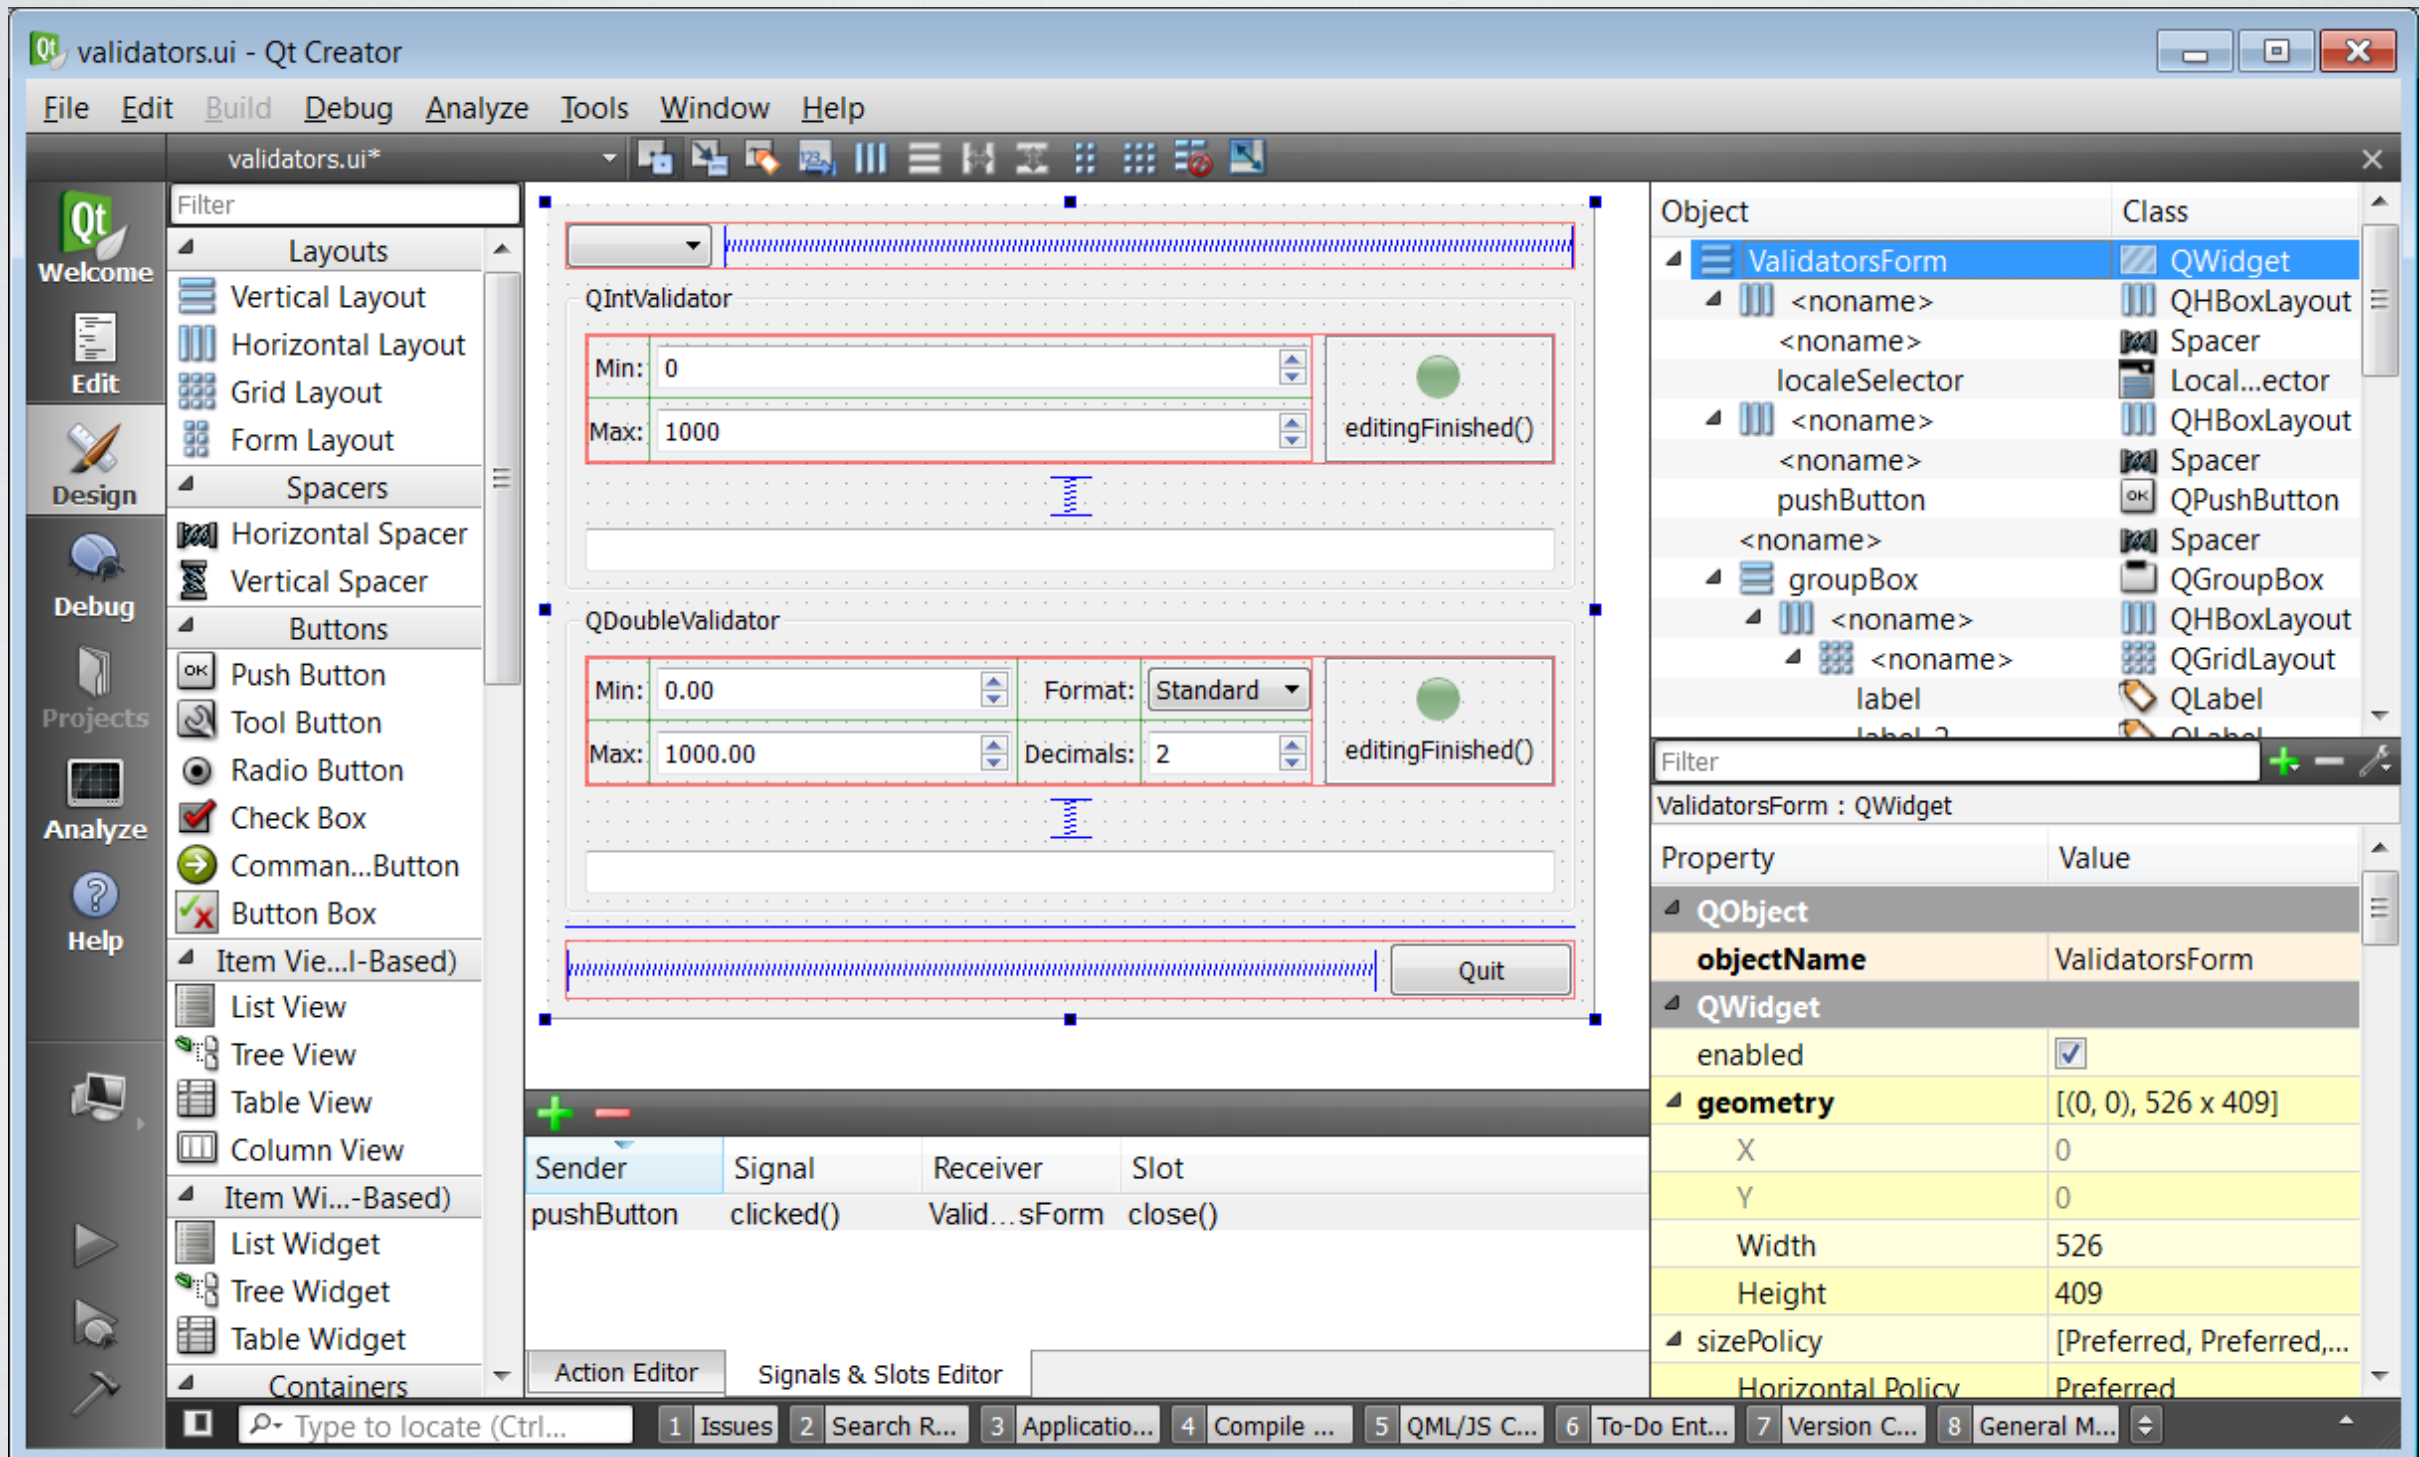 validators.ui - Qt Creator
File Edit Build Debug Analyze Tools Window Help
validators.ui*
Welcome
Edit
Design
Debug
Projects
Analyze
Help
Filter
Layouts
Vertical Layout
Horizontal Layout
Grid Layout
Form Layout
Spacers
Horizontal Spacer
Vertical Spacer
Buttons
Push Button
Tool Button
Radio Button
Check Box
Comman...Button
Button Box
Item Vie...l-Based)
List View
Tree View
Table View
Column View
Item Wi...-Based)
List Widget
Tree Widget
Table Widget
Containers
QIntValidator
Min: 0
Max: 1000
editingFinished()
QDoubleValidator
Min: 0.00 Format: Standard
Max: 1000.00 Decimals: 2
editingFinished()
Quit
Sender Signal Receiver Slot
pushButton clicked() Valid...sForm close()
Action Editor Signals & Slots Editor
Object Class
ValidatorsForm QWidget
<noname> QHBoxLayout
<noname> Spacer
localeSelector Local...ector
<noname> QHBoxLayout
<noname> Spacer
pushButton QPushButton
<noname> Spacer
groupBox QGroupBox
<noname> QHBoxLayout
<noname> QGridLayout
label QLabel
label_2 QLabel
Filter
ValidatorsForm : QWidget
Property Value
QObject
objectName ValidatorsForm
QWidget
enabled
geometry [(0, 0), 526 x 409]
X 0
Y 0
Width 526
Height 409
sizePolicy [Preferred, Preferred,...
Horizontal Policy Preferred
Type to locate (Ctrl...
1 Issues 2 Search R... 3 Applicatio... 4 Compile ... 5 QML/JS C... 6 To-Do Ent... 7 Version C... 8 General M...